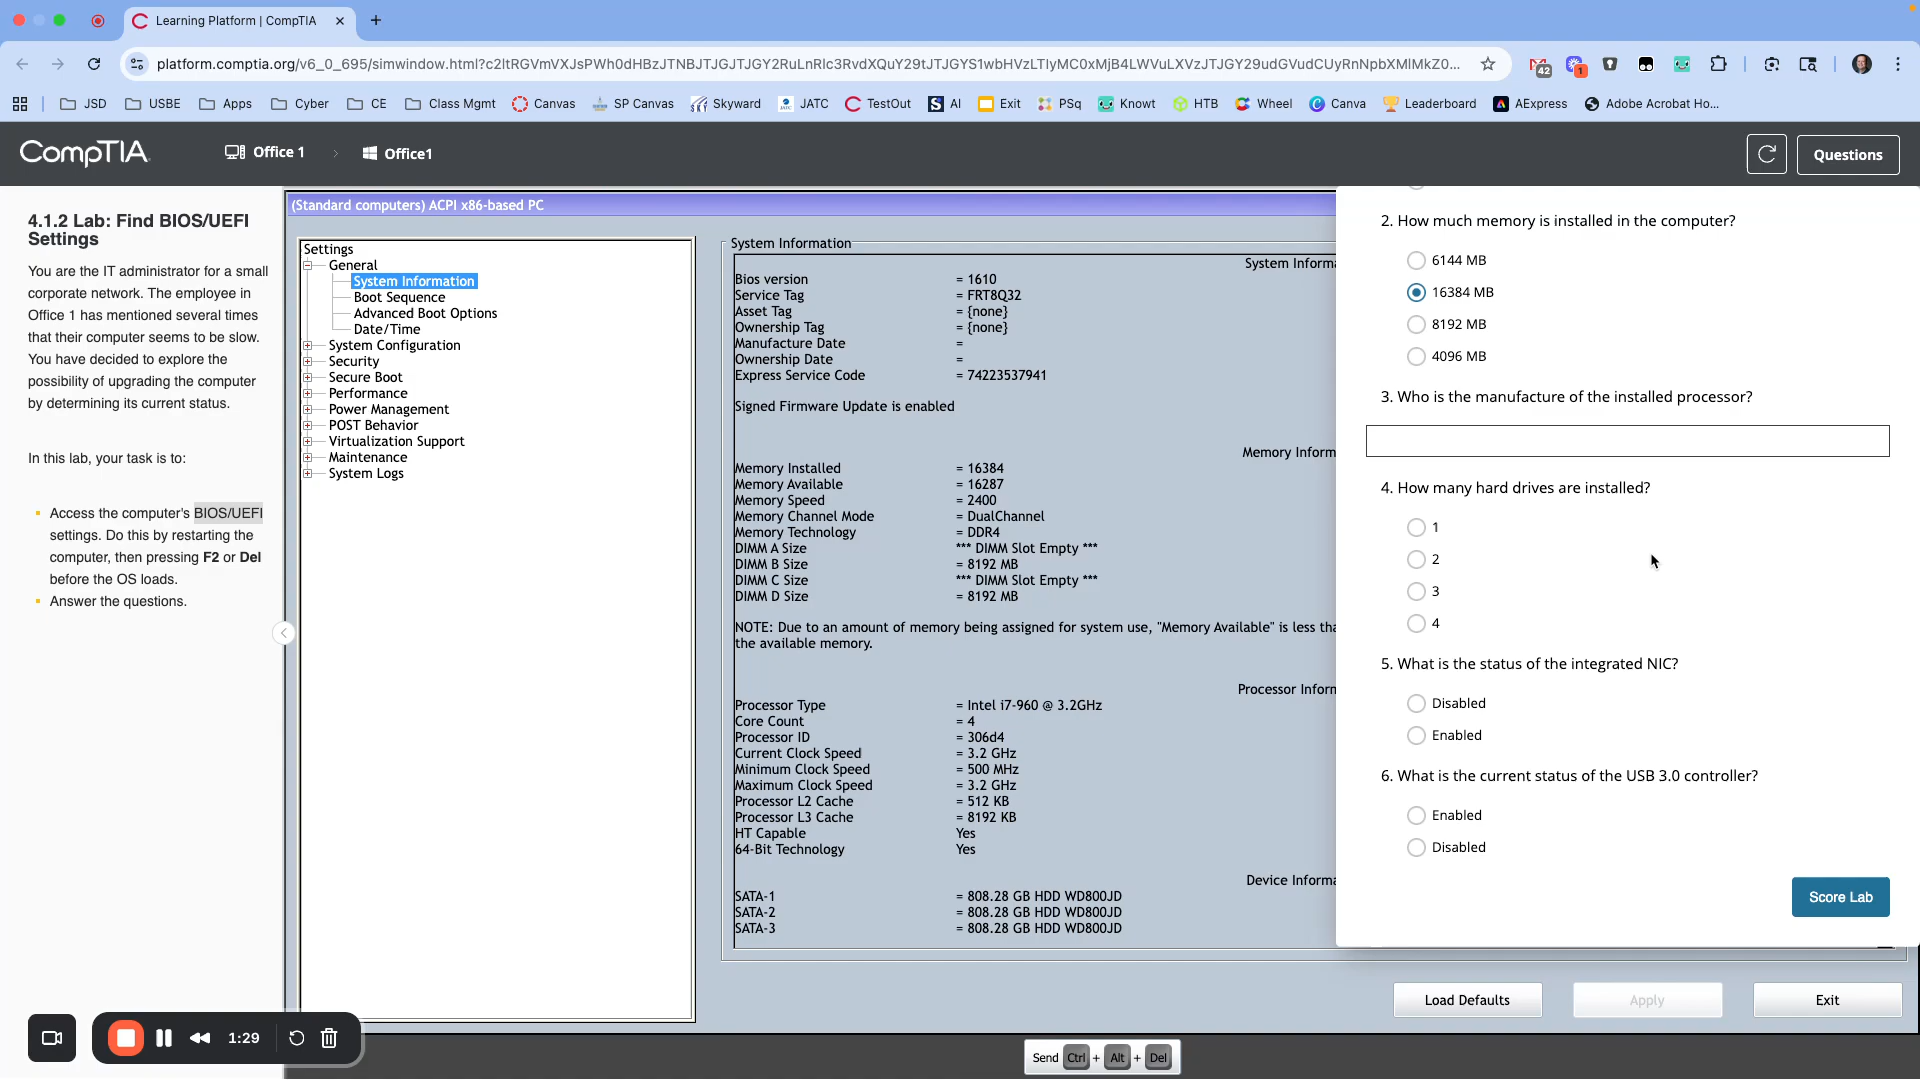 Learning Platform | CompTIA
platform.comptia.org/v6_0_695/simwindow.html?c2ltRGVmVXJsPWh0dHBzJTNBJTJGJTJGY2RuLnRlc3RvdXQuY29tJTJGYS1wbHVzLTIyMC0xMjB4LWVuLXVzJTJGY29udGVudCUyRnNpbXMlMkZ0...
42
1
JSD
USBE
Apps
Cyber
CE
Class Mgmt
Canvas
SP Canvas
Skyward
JATC
TestOut
AI
Exit
PSq
Knowt
HTB
Wheel
Canva
Leaderboard
AExpress
Adobe Acrobat Ho...
CompTIA.
Office 1
Office1
Questions
4.1.2 Lab: Find BIOS/UEFI
Settings
You are the IT administrator for a small
corporate network. The employee in
Office 1 has mentioned several times
that their computer seems to be slow.
You have decided to explore the
possibility of upgrading the computer
by determining its current status.
In this lab, your task is to:
Access the computer's BIOS/UEFI
settings. Do this by restarting the
computer, then pressing F2 or Del
before the OS loads.
Answer the questions.
(Standard computers) ACPI x86-based PC
Settings
General
System Information
Boot Sequence
Advanced Boot Options
Date/Time
System Configuration
Security
Secure Boot
Performance
Power Management
POST Behavior
Virtualization Support
Maintenance
System Logs
System Information
System Informa
Bios version = 1610
Service Tag = FRT8Q32
Asset Tag = {none}
Ownership Tag = {none}
Manufacture Date =
Ownership Date =
Express Service Code = 74223537941
Signed Firmware Update is enabled
Memory Inform
Memory Installed = 16384
Memory Available = 16287
Memory Speed = 2400
Memory Channel Mode = DualChannel
Memory Technology = DDR4
DIMM A Size *** DIMM Slot Empty ***
DIMM B Size = 8192 MB
DIMM C Size *** DIMM Slot Empty ***
DIMM D Size = 8192 MB
NOTE: Due to an amount of memory being assigned for system use, "Memory Available" is less tha
the available memory.
Processor Inforn
Processor Type = Intel i7-960 @ 3.2GHz
Core Count = 4
Processor ID = 306d4
Current Clock Speed = 3.2 GHz
Minimum Clock Speed = 500 MHz
Maximum Clock Speed = 3.2 GHz
Processor L2 Cache = 512 KB
Processor L3 Cache = 8192 KB
HT Capable Yes
64-Bit Technology Yes
Device Informa
SATA-1 = 808.28 GB HDD WD800JD
SATA-2 = 808.28 GB HDD WD800JD
SATA-3 = 808.28 GB HDD WD800JD
2. How much memory is installed in the computer?
6144 MB
16384 MB
8192 MB
4096 MB
3. Who is the manufacture of the installed processor?
4. How many hard drives are installed?
1
2
3
4
5. What is the status of the integrated NIC?
Disabled
Enabled
6. What is the current status of the USB 3.0 controller?
Enabled
Disabled
Score Lab
Load Defaults
Apply
Exit
1:29
Send Ctrl + Alt + Del